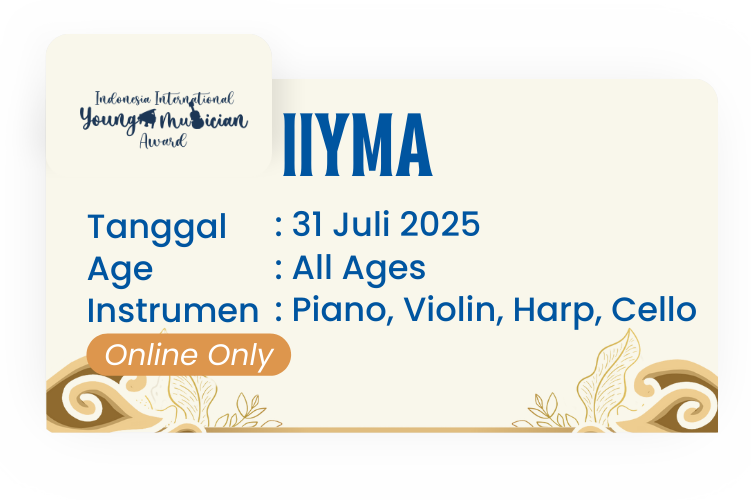 Indonesia International
Young Musician
Award
IIYMA
Tanggal : 31 Juli 2025
Age : All Ages
Instrumen : Piano, Violin, Harp, Cello
Online Only